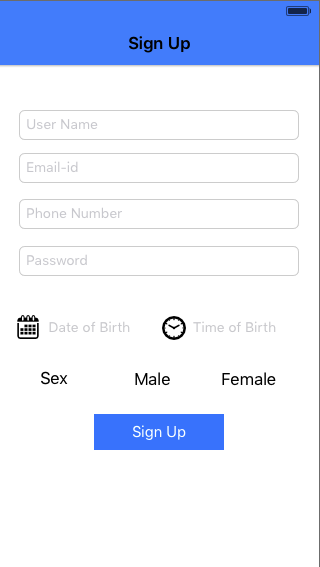 Sign Up
User Name
Email-id
Phone Number
Password
Date of Birth Time of Birth
Sex Male Female
Sign Up